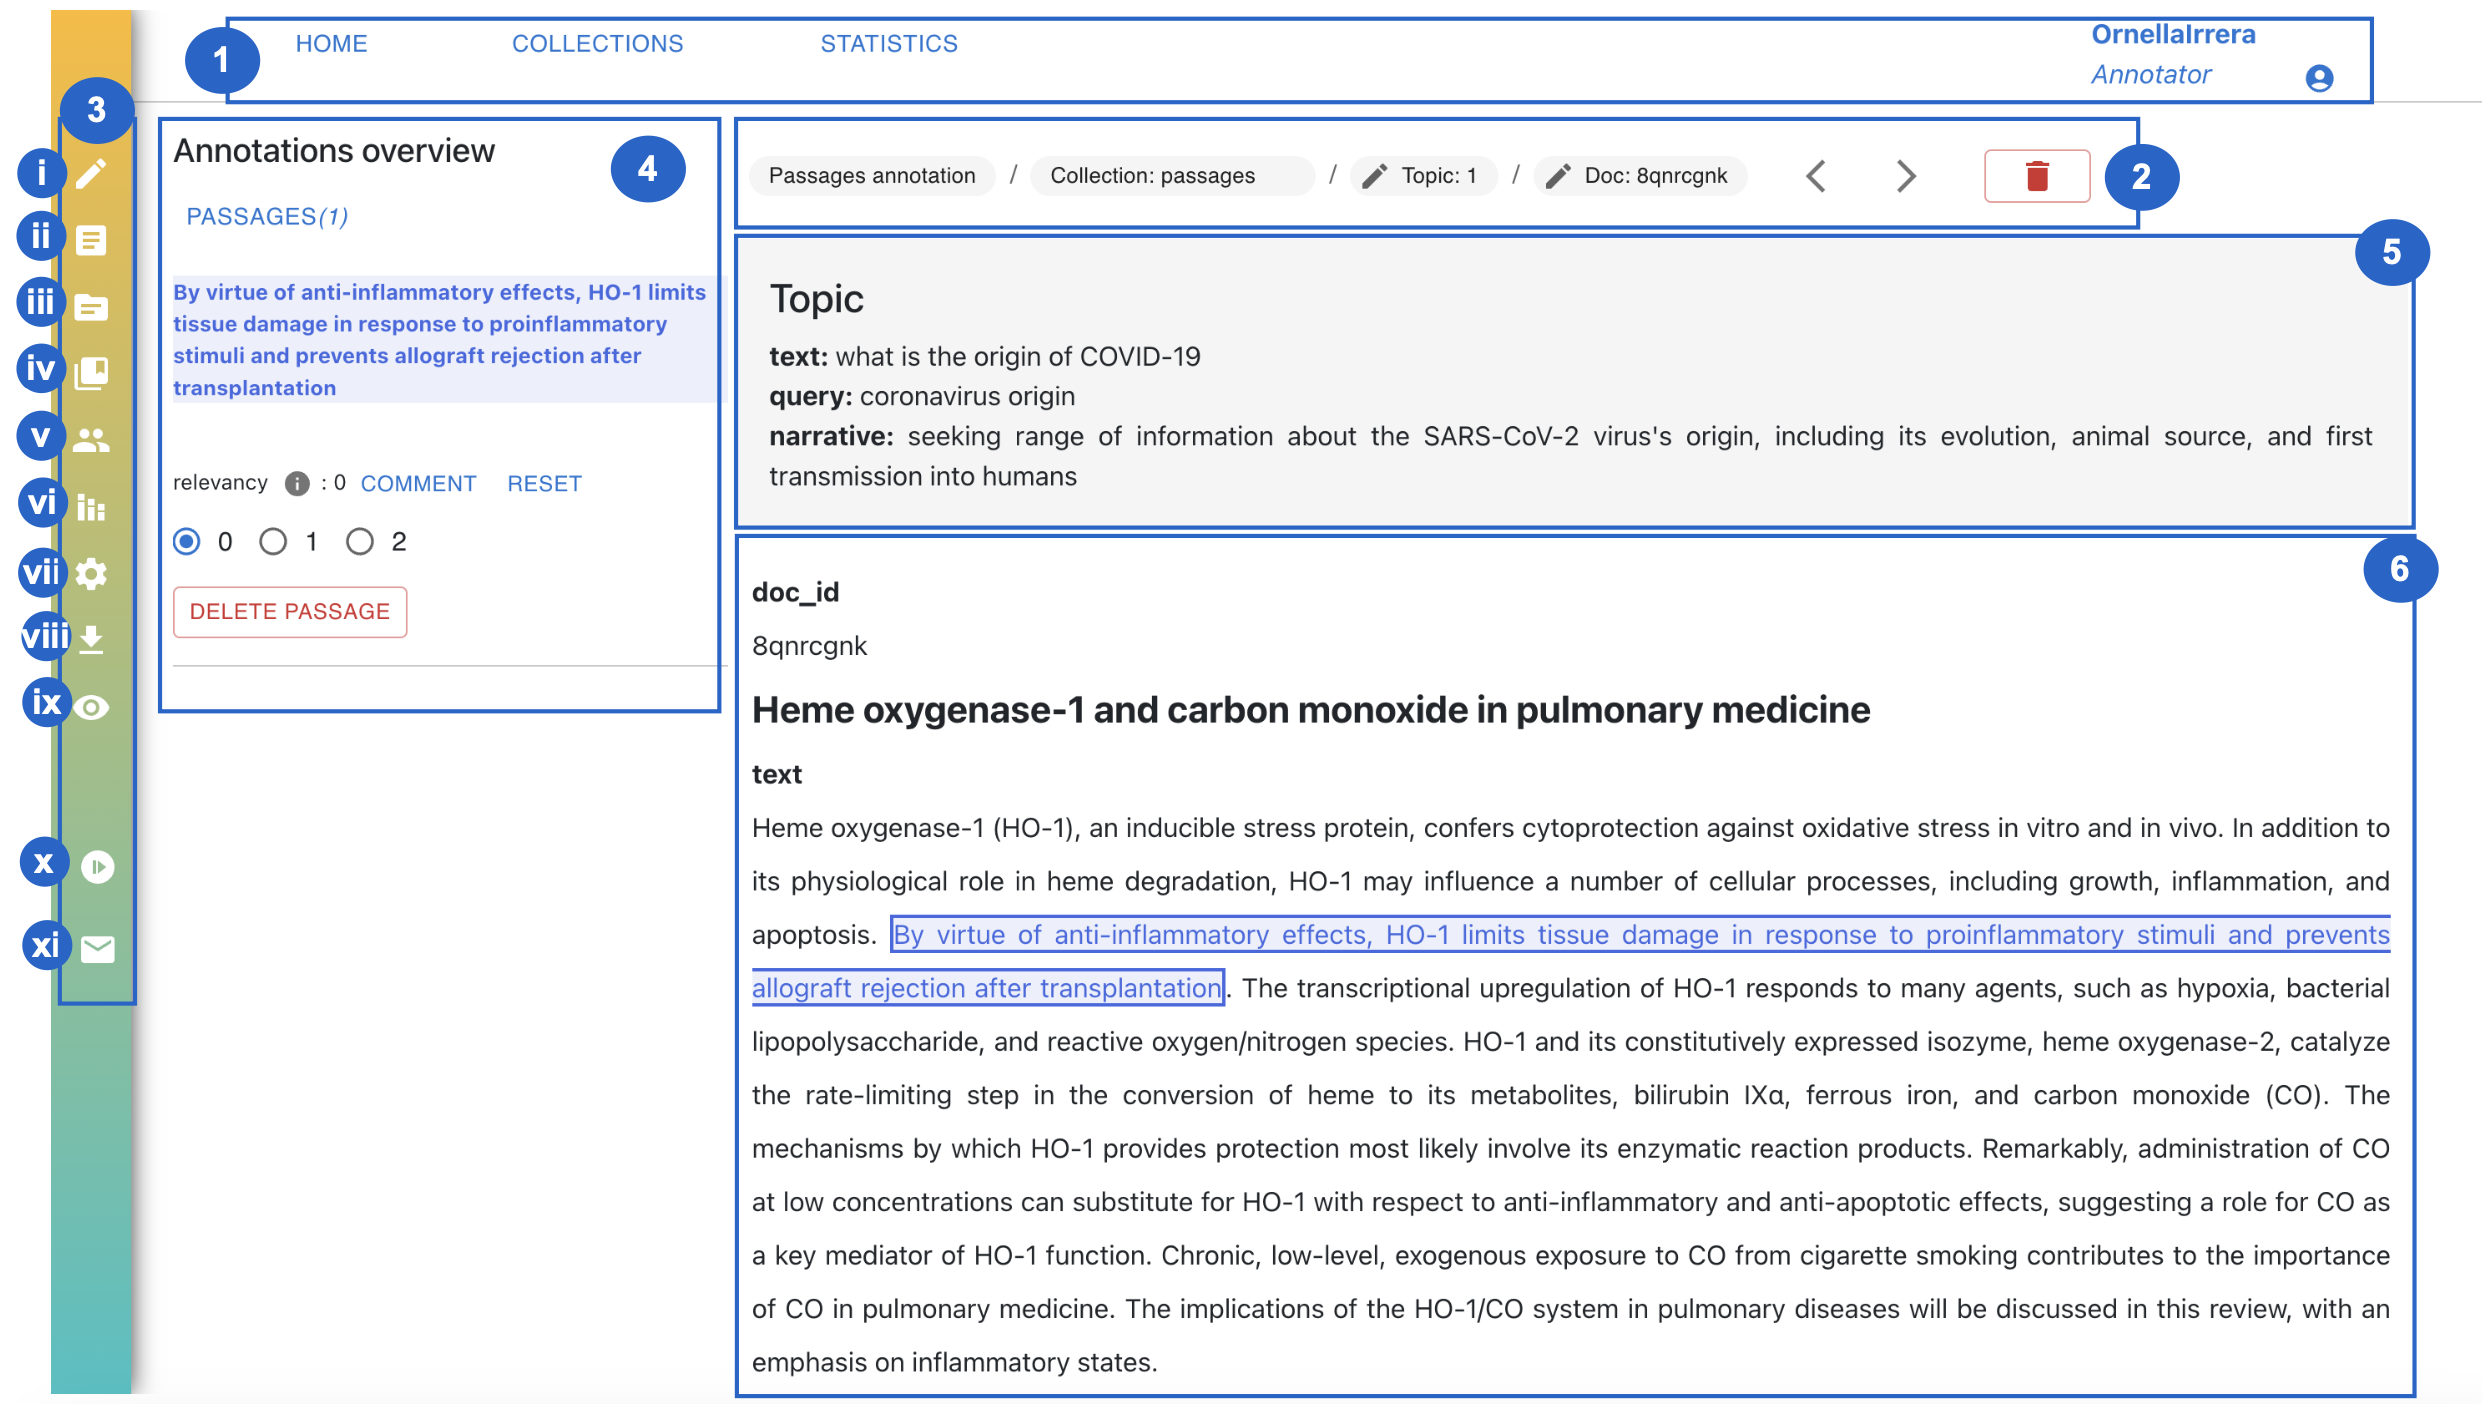 1
HOME COLLECTIONS STATISTICS
OrnellaIrrera
Annotator
3
i
ii
iii
iv
v
vi
vii
viii
ix
x
xi
Annotations overview
4
PASSAGES(1)
By virtue of anti-inflammatory effects, HO-1 limits
tissue damage in response to proinflammatory
stimuli and prevents allograft rejection after
transplantation
relevancy i : 0 COMMENT RESET
0 1 2
DELETE PASSAGE
Passages annotation / Collection: passages / Topic: 1 / Doc: 8qnrcgnk
2
5
Topic
text: what is the origin of COVID-19
query: coronavirus origin
narrative: seeking range of information about the SARS-CoV-2 virus's origin, including its evolution, animal source, and first
transmission into humans
6
doc_id
8qnrcgnk
Heme oxygenase-1 and carbon monoxide in pulmonary medicine
text
Heme oxygenase-1 (HO-1), an inducible stress protein, confers cytoprotection against oxidative stress in vitro and in vivo. In addition to
its physiological role in heme degradation, HO-1 may influence a number of cellular processes, including growth, inflammation, and
apoptosis. By virtue of anti-inflammatory effects, HO-1 limits tissue damage in response to proinflammatory stimuli and prevents
allograft rejection after transplantation. The transcriptional upregulation of HO-1 responds to many agents, such as hypoxia, bacterial
lipopolysaccharide, and reactive oxygen/nitrogen species. HO-1 and its constitutively expressed isozyme, heme oxygenase-2, catalyze
the rate-limiting step in the conversion of heme to its metabolites, bilirubin IXα, ferrous iron, and carbon monoxide (CO). The
mechanisms by which HO-1 provides protection most likely involve its enzymatic reaction products. Remarkably, administration of CO
at low concentrations can substitute for HO-1 with respect to anti-inflammatory and anti-apoptotic effects, suggesting a role for CO as
a key mediator of HO-1 function. Chronic, low-level, exogenous exposure to CO from cigarette smoking contributes to the importance
of CO in pulmonary medicine. The implications of the HO-1/CO system in pulmonary diseases will be discussed in this review, with an
emphasis on inflammatory states.